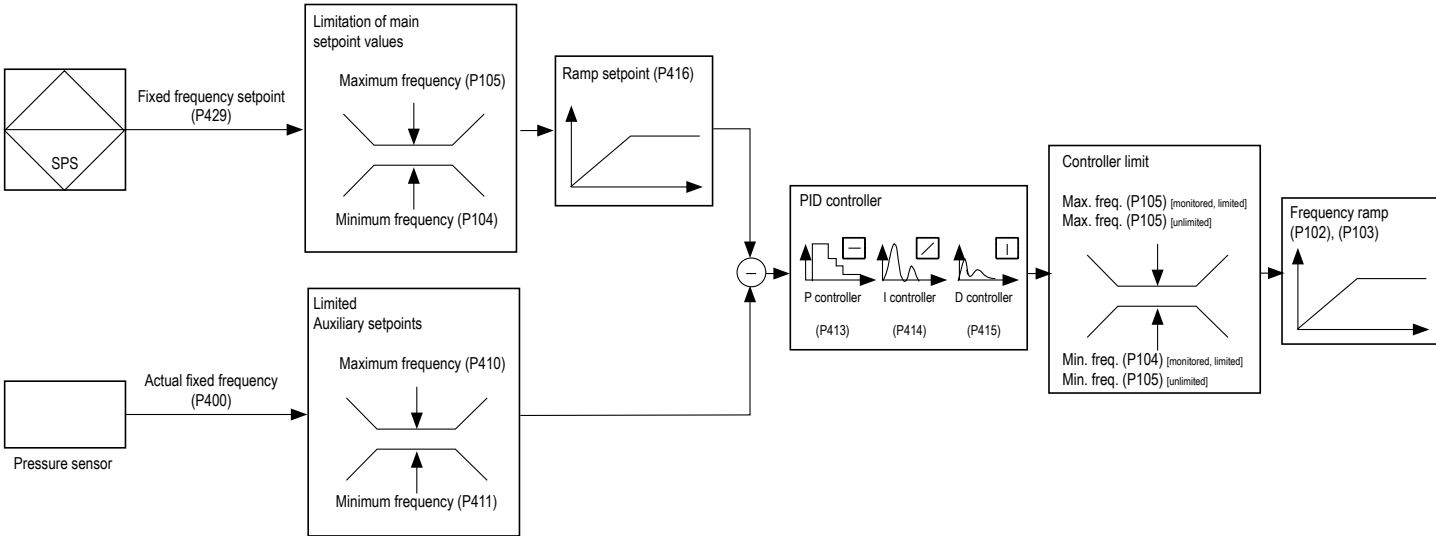 SPS
Fixed frequency setpoint
(P429)
Limitation of main
setpoint values
Maximum frequency (P105)
Minimum frequency (P104)
Ramp setpoint (P416)
Pressure sensor
Actual fixed frequency
(P400)
Limited
Auxiliary setpoints
Maximum frequency (P410)
Minimum frequency (P411)
PID controller
P controller
(P413)
I controller
(P414)
D controller
(P415)
Controller limit
Max. freq. (P105) [monitored, limited]
Max. freq. (P105) [unlimited]
Min. freq. (P104) [monitored, limited]
Min. freq. (P105) [unlimited]
Frequency ramp
(P102), (P103)